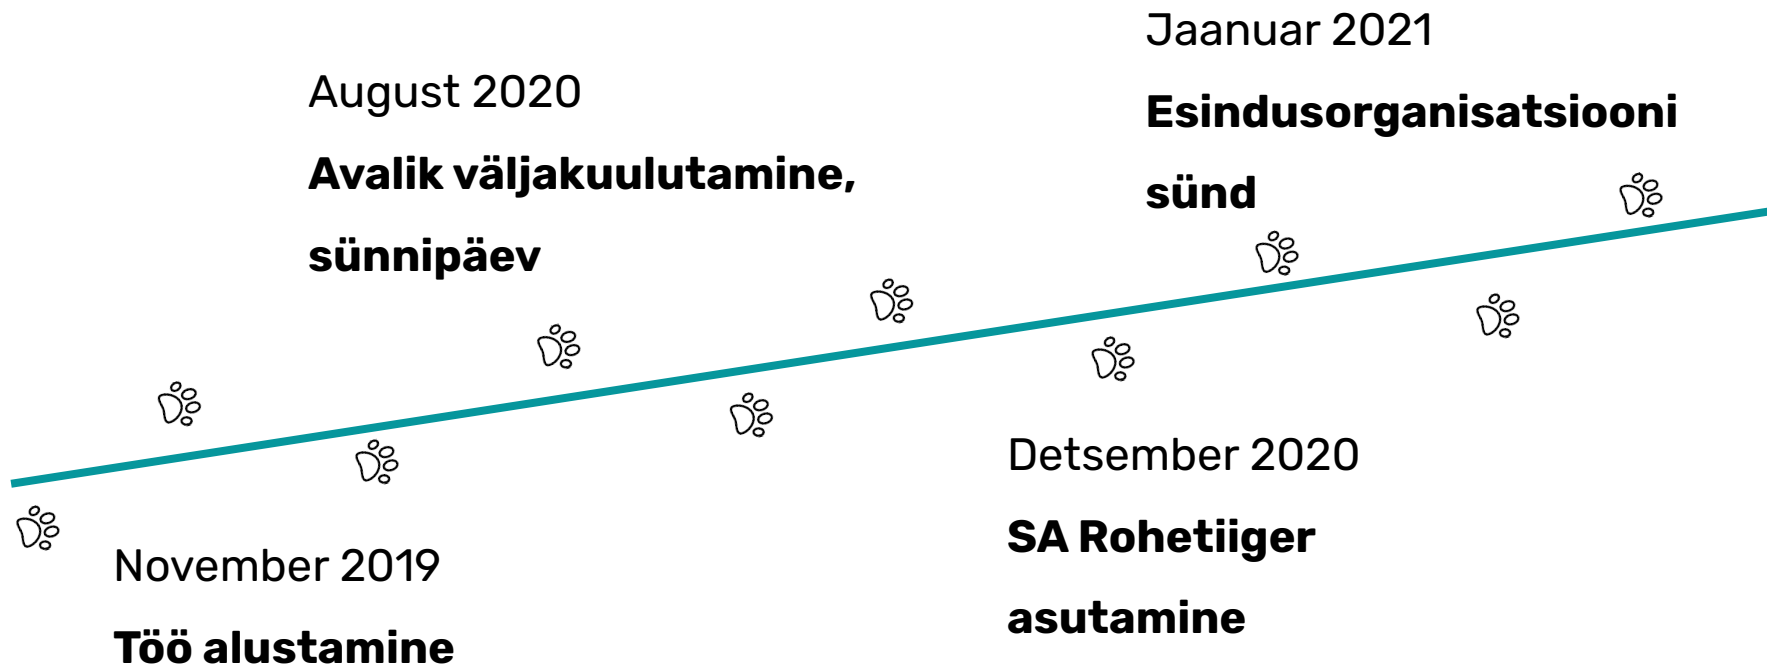 November 2019
Töö alustamine
August 2020
Avalik väljakuulutamine,
sünnipäev
Detsember 2020
SA Rohetiiger
asutamine
Jaanuar 2021
Esindusorganisatsiooni
sünd